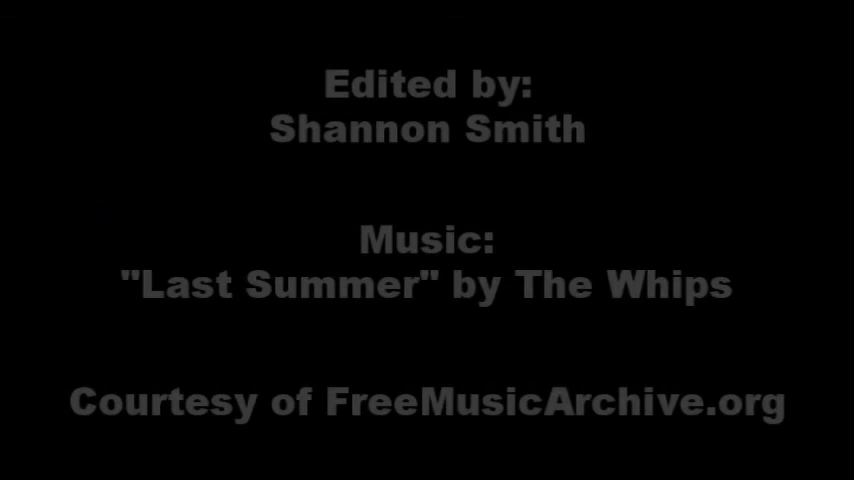 Edited by:
Shannon Smith
Music:
"Last Summer" by The Whips
Courtesy of FreeMusicArchive.org